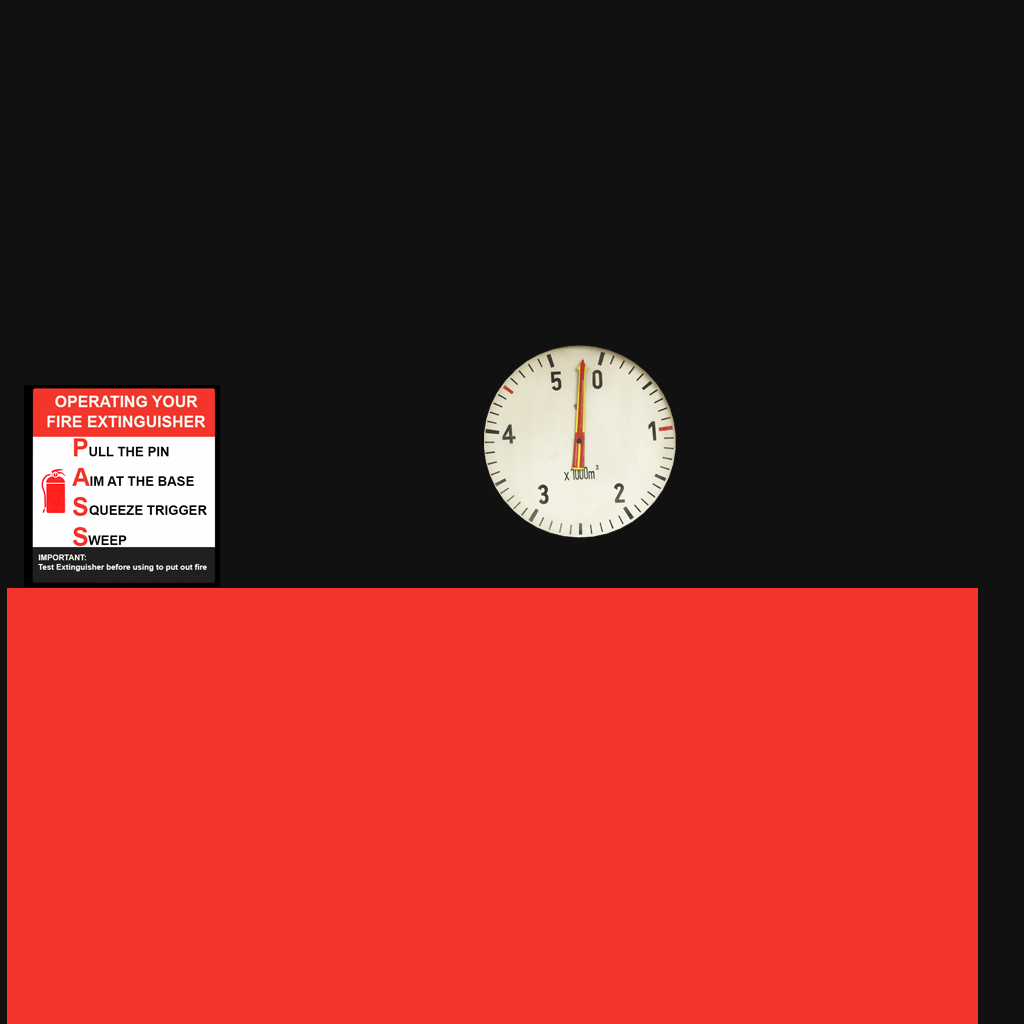 OPERATING YOUR
FIRE EXTINGUISHER
PULL THE PIN
AIM AT THE BASE
SQUEEZE TRIGGER
SWEEP
IMPORTANT:
Test Extinguisher before using to put out fire
5 0
4 1
3 2
x 1000m³